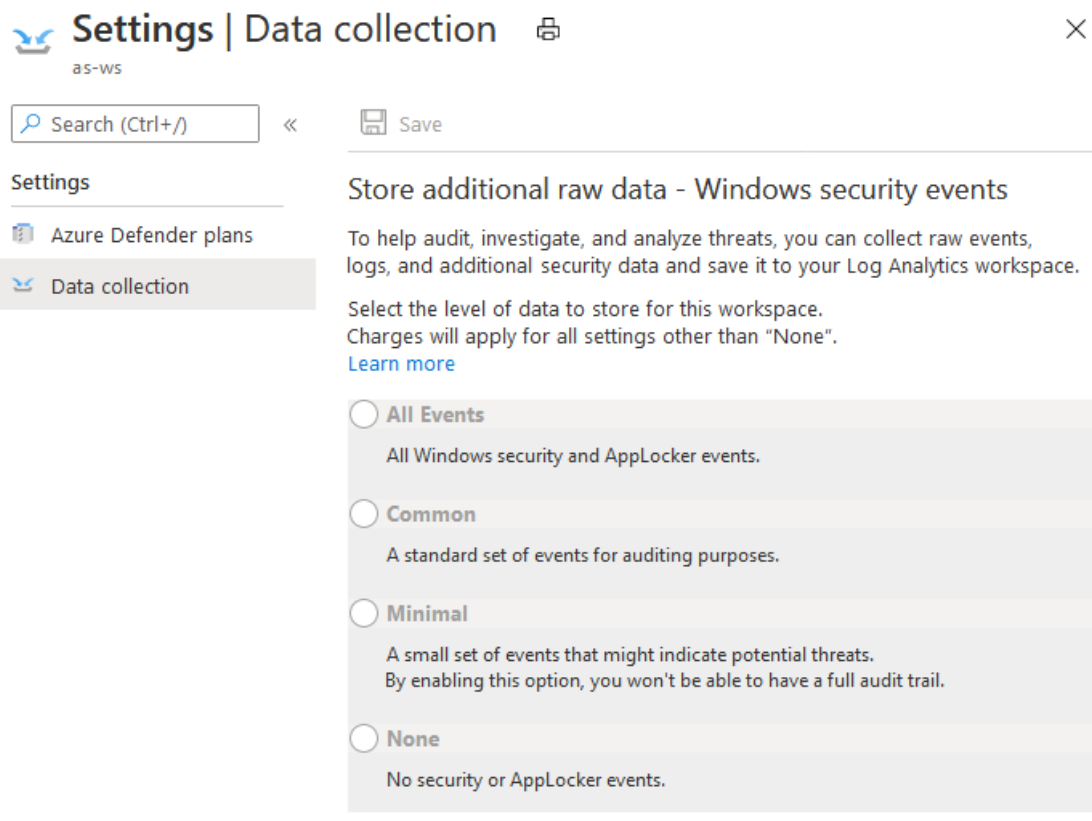 Settings | Data collection
as-ws
Search (Ctrl+/)
«
Save
Settings
Azure Defender plans
Data collection
Store additional raw data - Windows security events
To help audit, investigate, and analyze threats, you can collect raw events,
logs, and additional security data and save it to your Log Analytics workspace.
Select the level of data to store for this workspace.
Charges will apply for all settings other than “None”.
Learn more
All Events
All Windows security and AppLocker events.
Common
A standard set of events for auditing purposes.
Minimal
A small set of events that might indicate potential threats.
By enabling this option, you won't be able to have a full audit trail.
None
No security or AppLocker events.